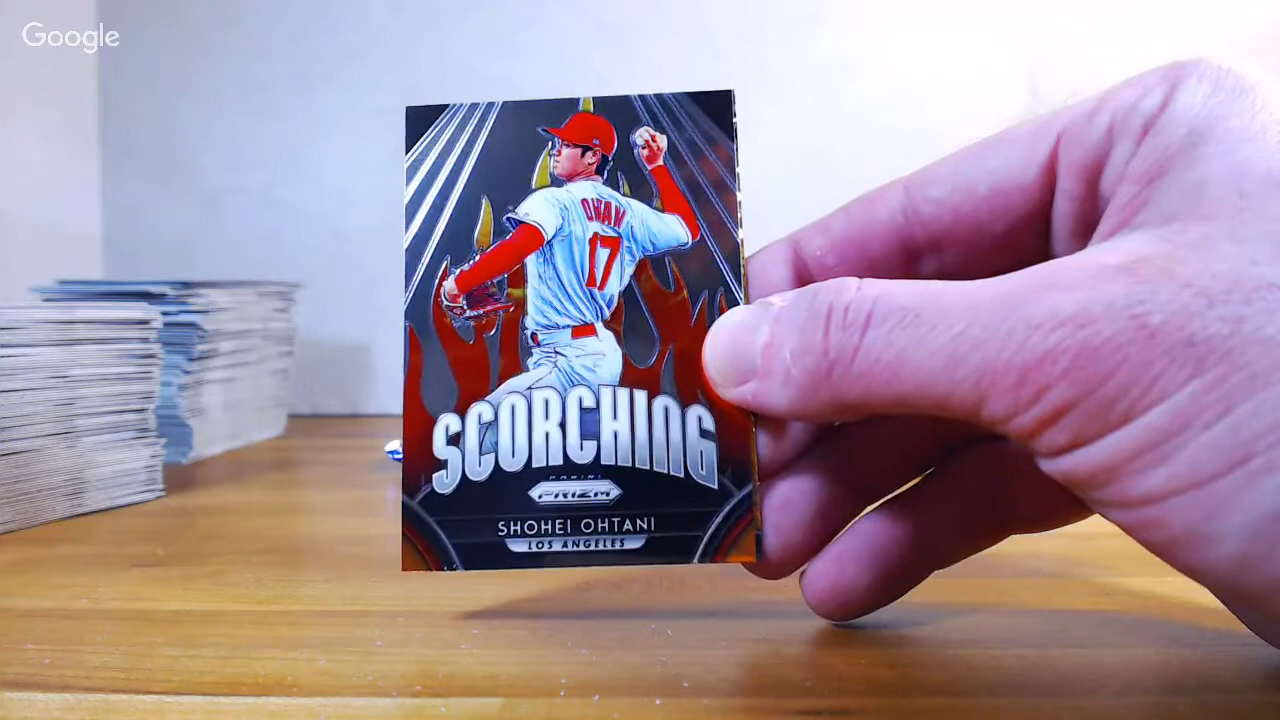 Google
OHTANI
17
SCORCHING
PANINI
PRIZM
SHOHEI OHTANI
LOS ANGELES